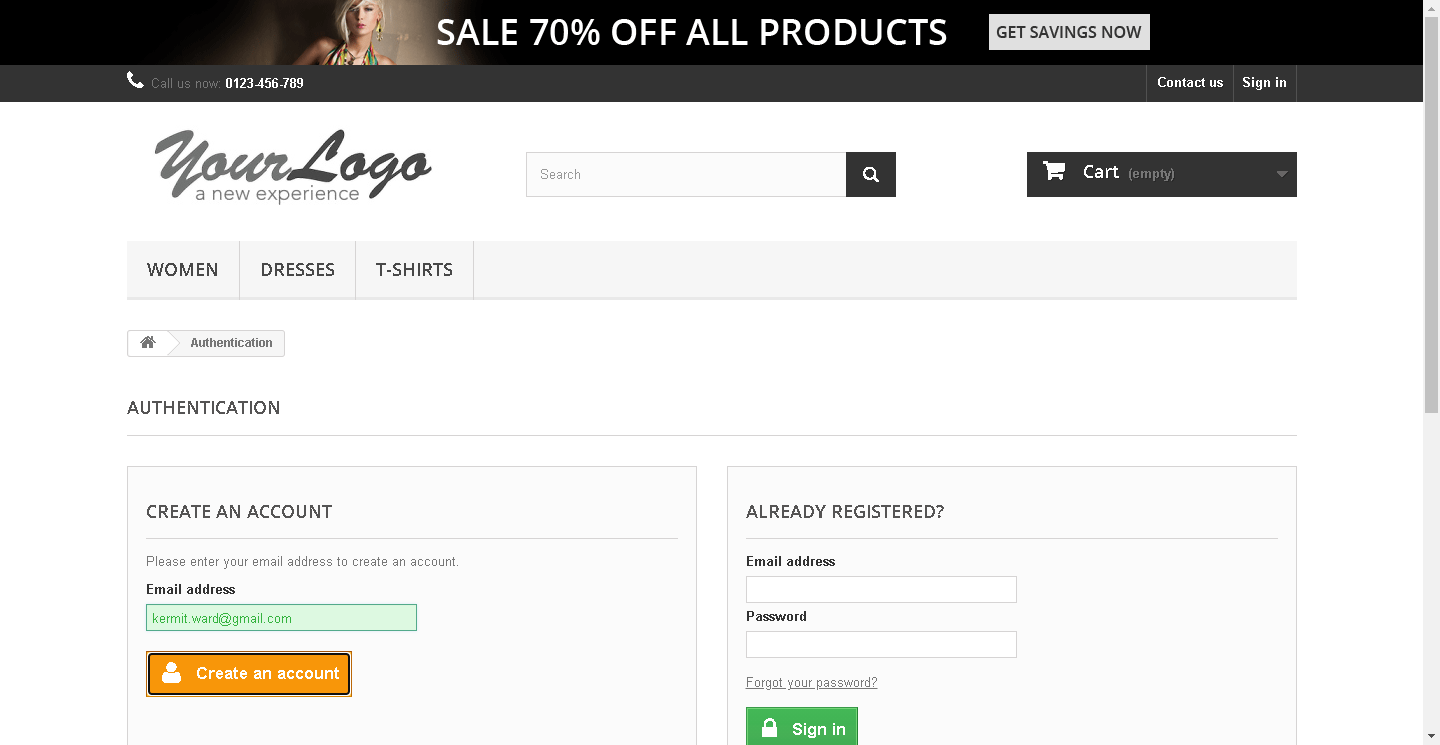 SALE 70% OFF ALL PRODUCTS GET SAVINGS NOW
Call us now: 0123-456-789 Contact us Sign in
YourLogo
a new experience
Search
Cart (empty)
WOMEN DRESSES T-SHIRTS
Authentication
AUTHENTICATION
CREATE AN ACCOUNT
Please enter your email address to create an account.
Email address
kermit.ward@gmail.com
Create an account
ALREADY REGISTERED?
Email address
Password
Forgot your password?
Sign in